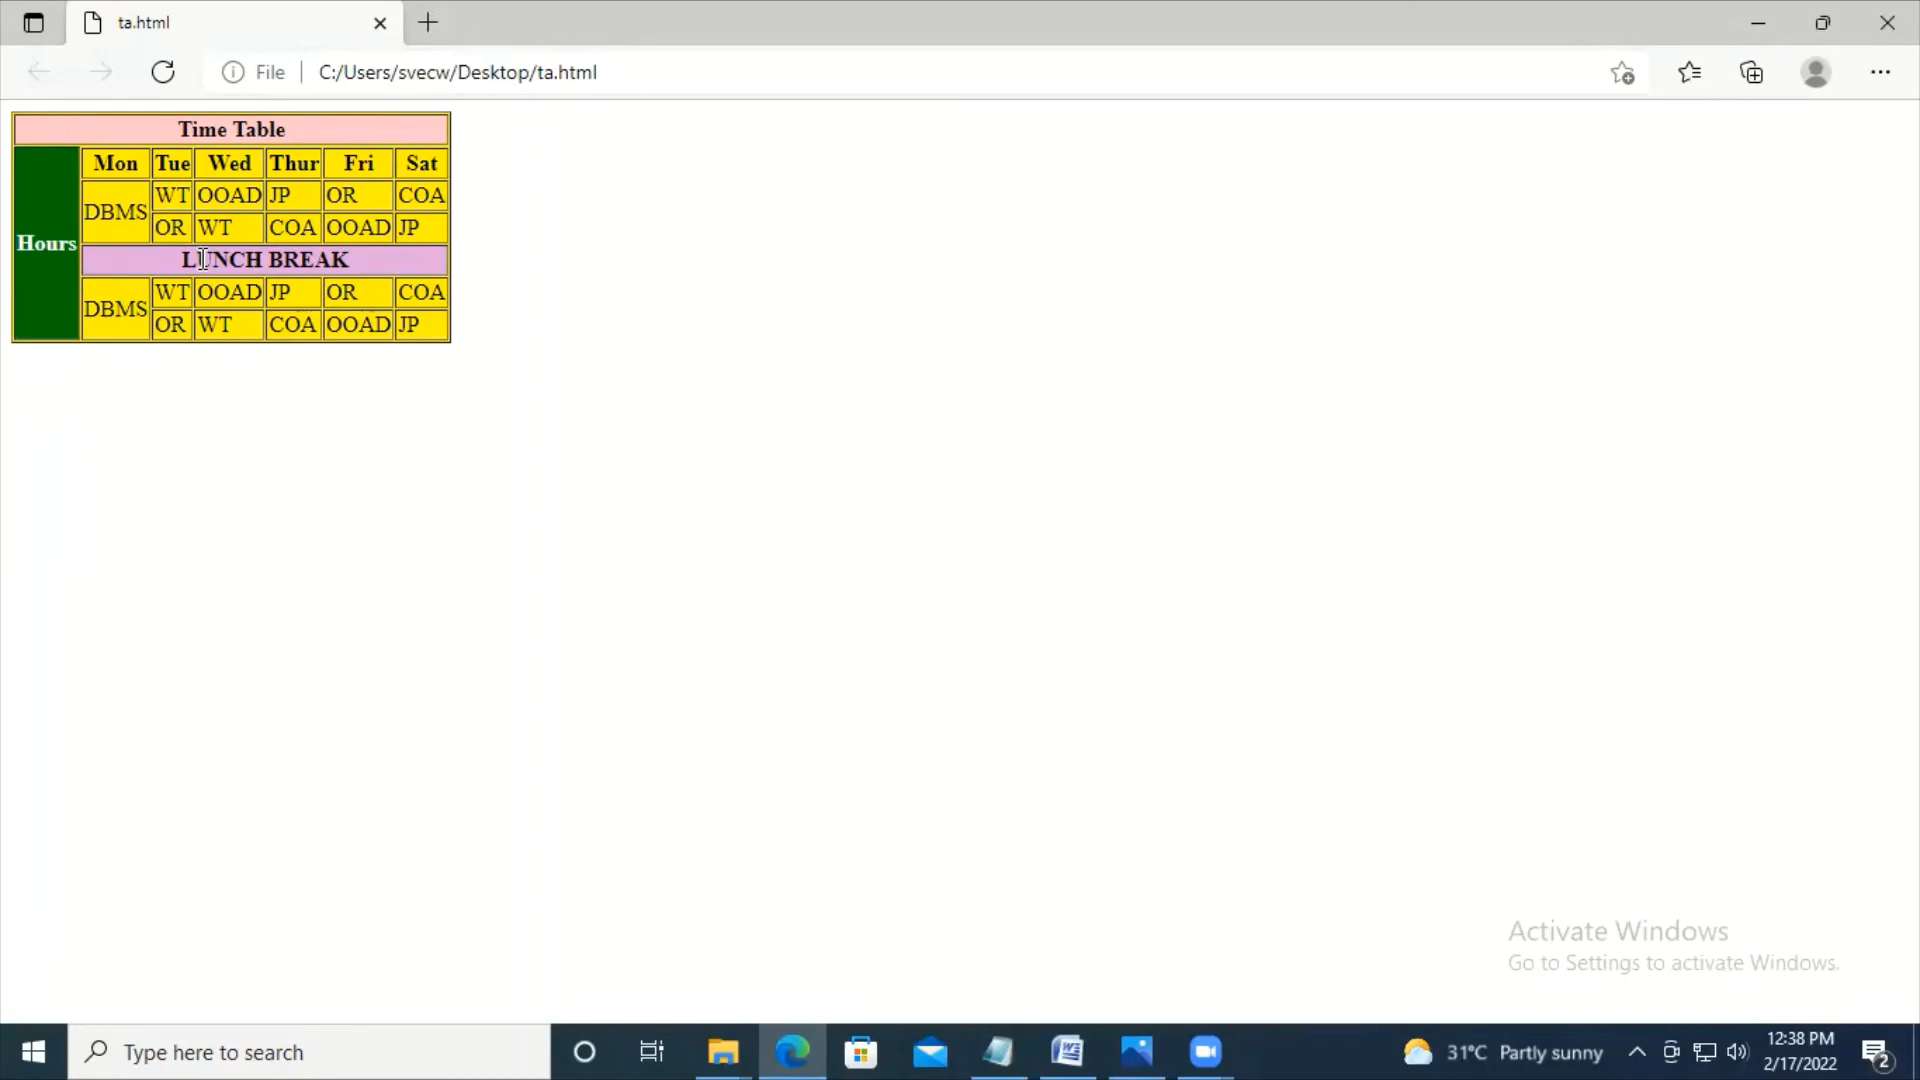 ta.html
File C:/Users/svecw/Desktop/ta.html
Time Table
Hours Mon Tue Wed Thur Fri Sat
DBMS WT OOAD JP OR COA
OR WT COA OOAD JP
LUNCH BREAK
DBMS WT OOAD JP OR COA
OR WT COA OOAD JP
Activate Windows
Go to Settings to activate Windows.
Type here to search
31°C Partly sunny
12:38 PM
2/17/2022
2